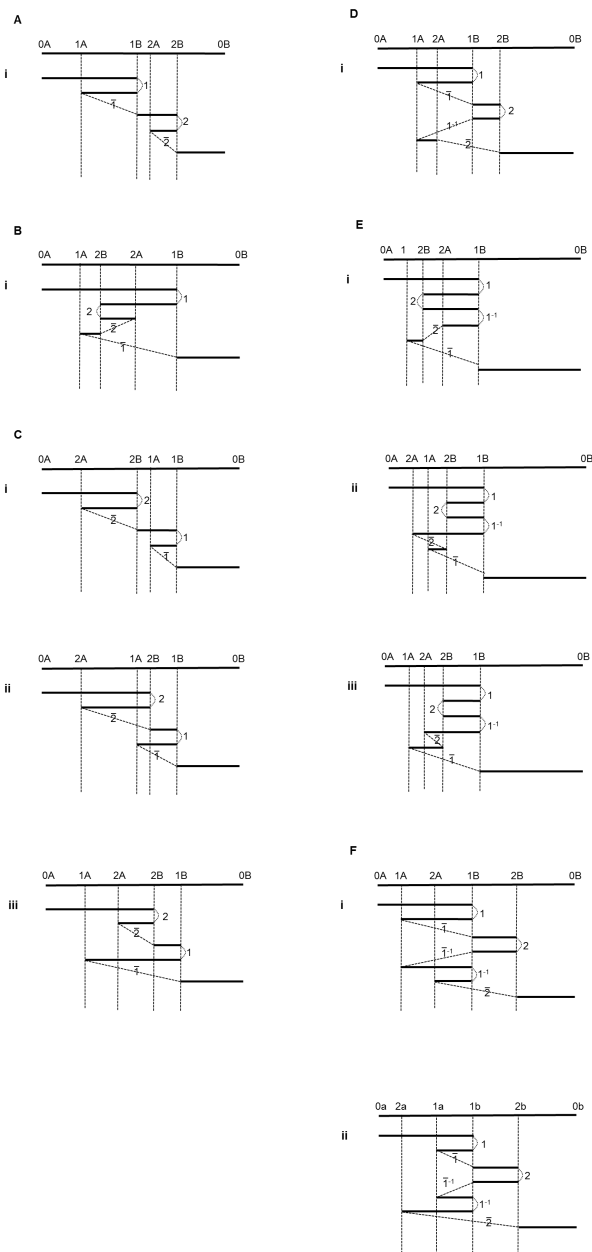 A
0A 1A 1B 2A 2B 0B
i
1
1̅
2
2̅
B
0A 1A 2B 2A 1B 0B
i
1
2
2̅
1̅
C
0A 2A 2B 1A 1B 0B
i
2
2̅
1
1̅
0A 2A 1A 2B 1B 0B
ii
2
2̅
1
1̅
0A 1A 2A 2B 1B 0B
iii
2
2̅
1
1̅
D
0A 1A 2A 1B 2B 0B
i
1
1̅
2
1⁻¹
2̅
E
0A 1 2B 2A 1B 0B
i
1
2
1⁻¹
2̅
1̅
0A 2A 1A 2B 1B 0B
ii
1
2
1⁻¹
2̅
1̅
0A 1A 2A 2B 1B 0B
iii
1
2
1⁻¹
2̅
1̅
F
0A 1A 2A 1B 2B 0B
i
1
1̅
2
1̅⁻¹
1⁻¹
2̅
0a 2a 1a 1b 2b 0b
ii
1
1̅
2
1̅⁻¹
1⁻¹
2̅